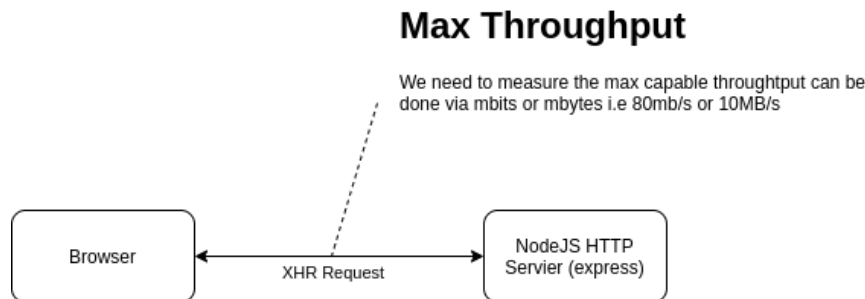 Max Throughput
We need to measure the max capable throughtput can be
done via mbits or mbytes i.e 80mb/s or 10MB/s
Browser
XHR Request
NodeJS HTTP
Servier (express)